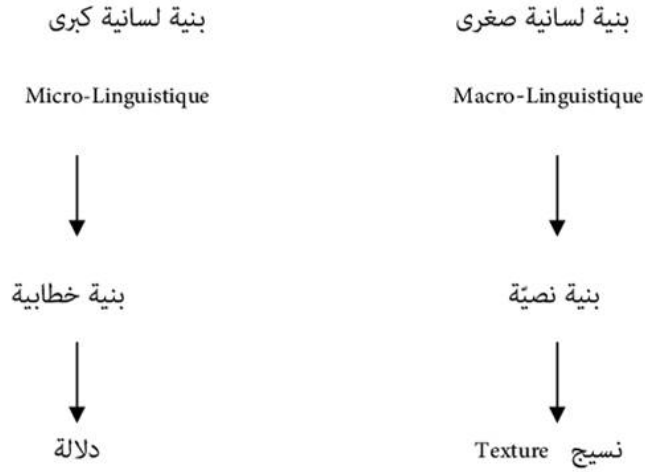 بنية لسانية صغرى
بنية لسانية كبرى
Macro-Linguistique
Micro-Linguistique
بنية نصيّة
بنية خطابية
نسيج Texture
دلالة